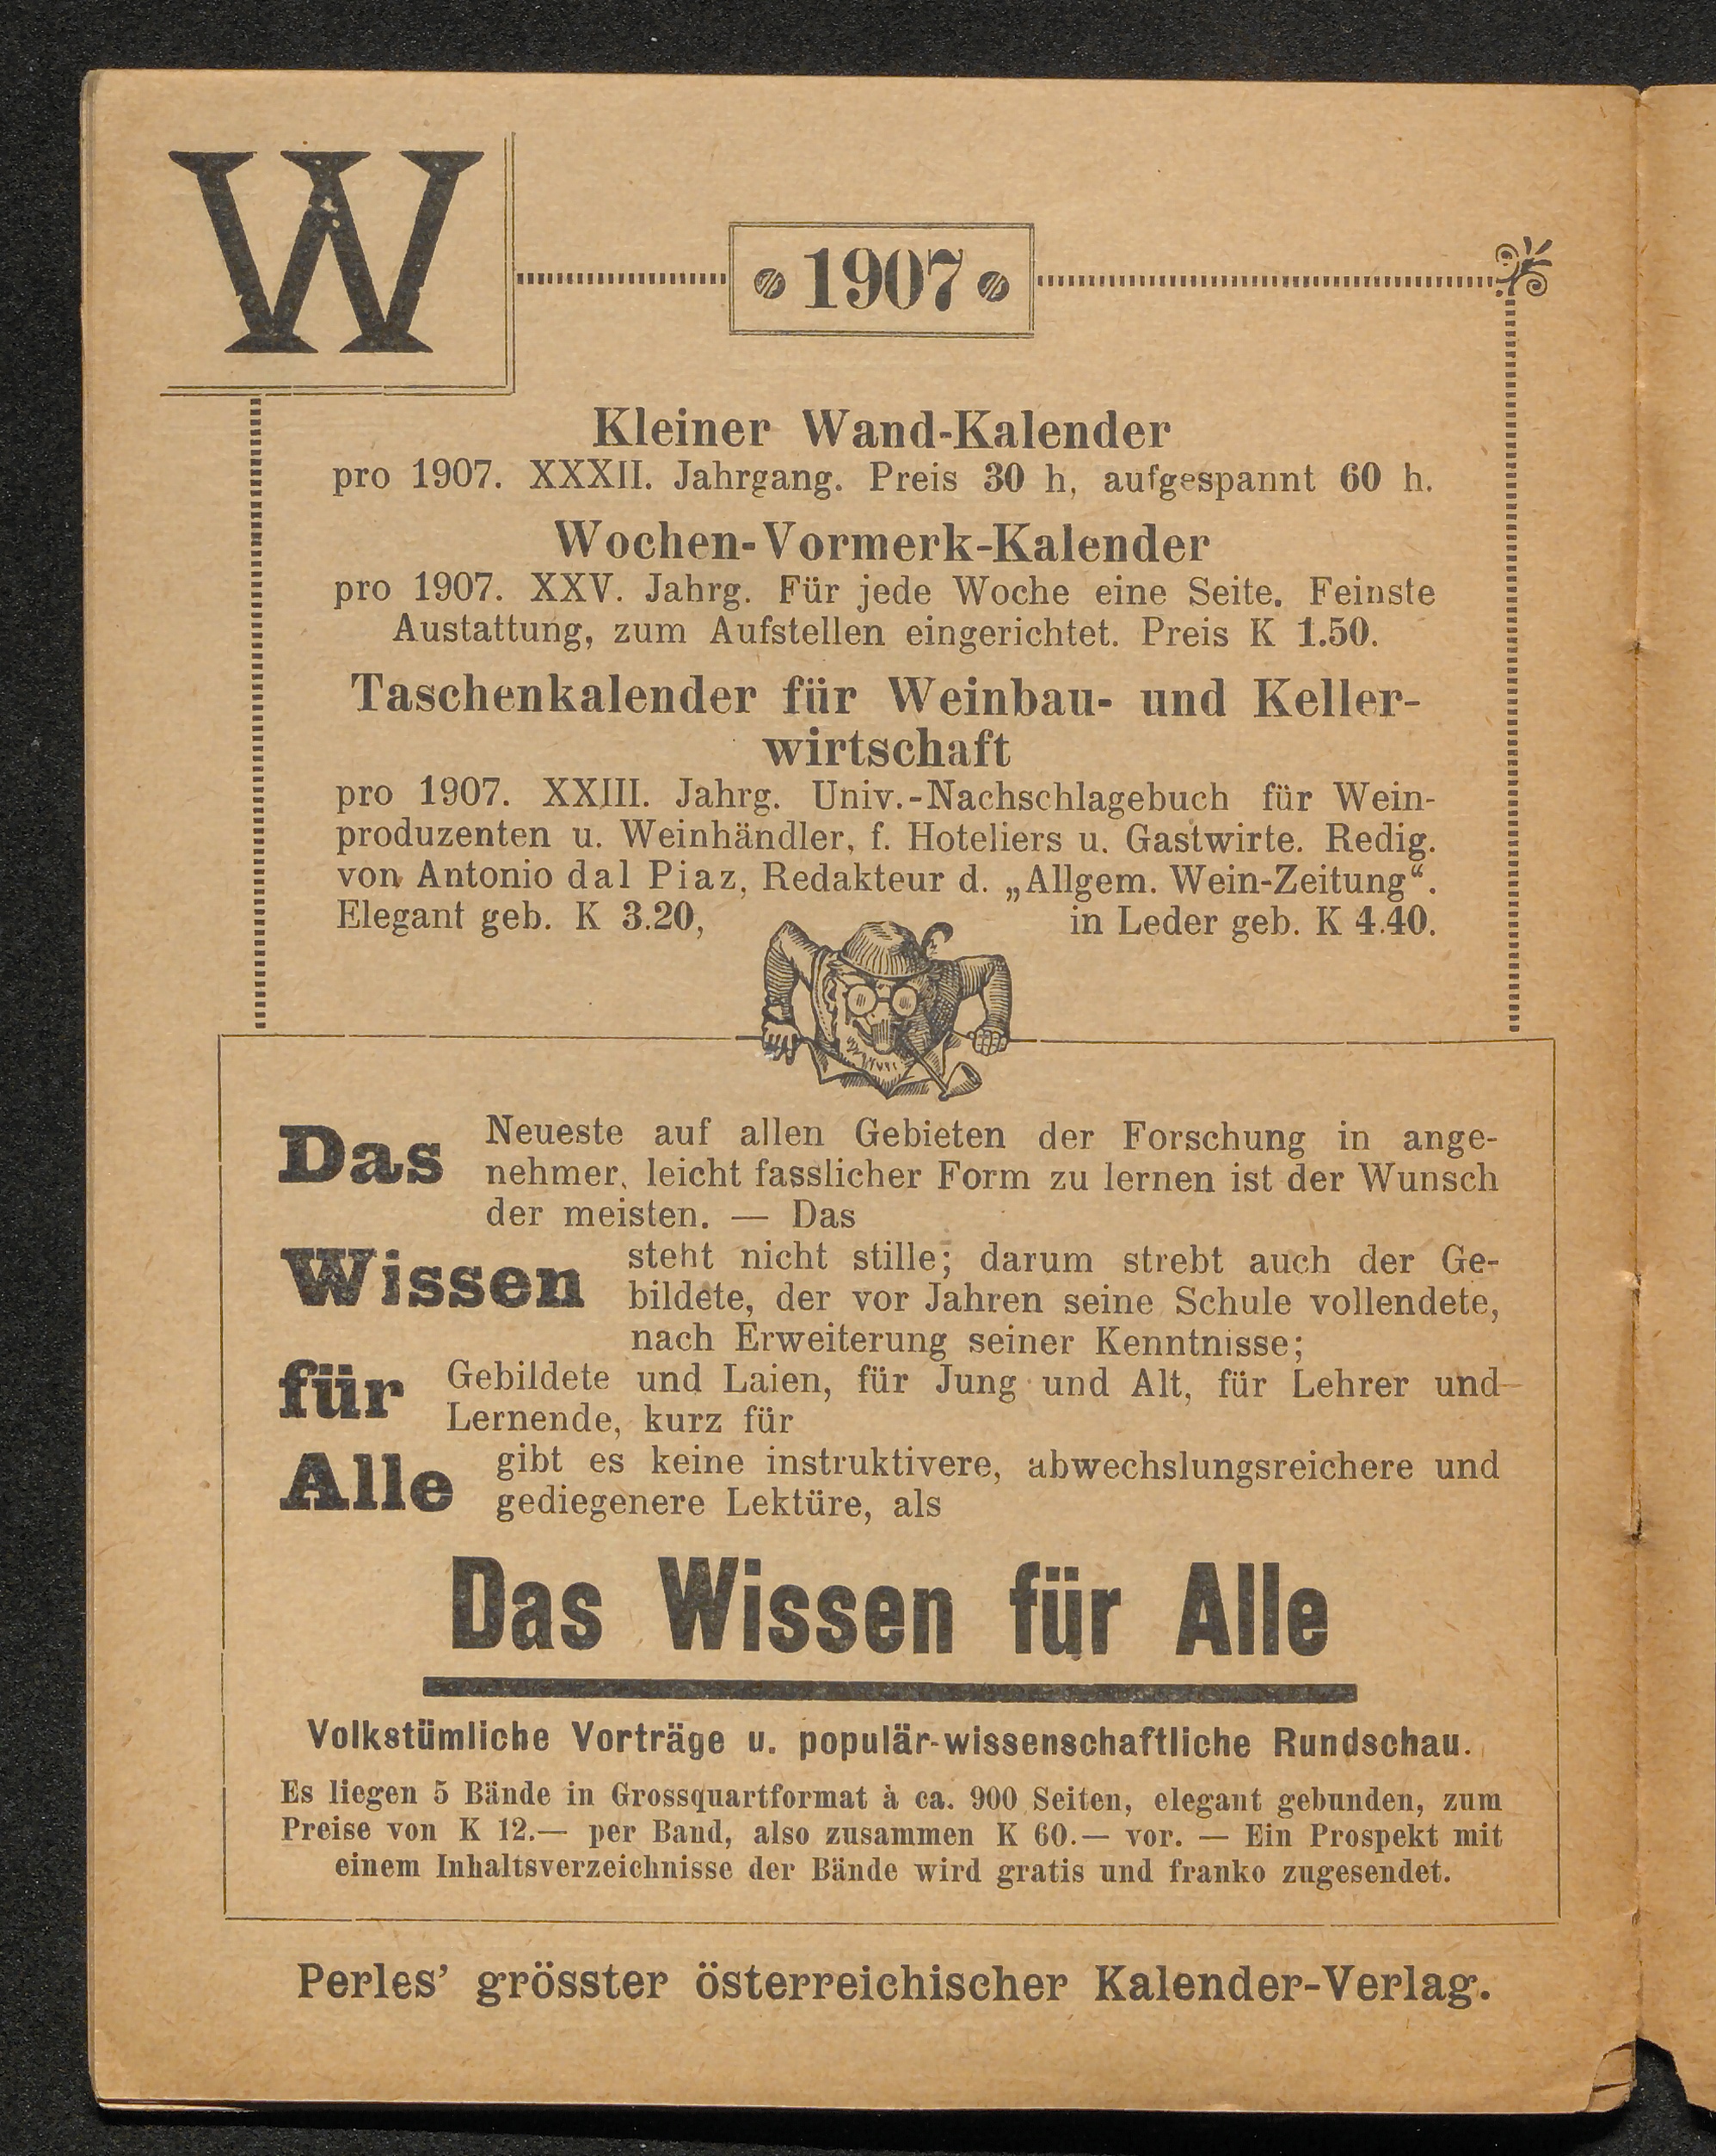 W
1907
Kleiner Wand-Kalender
pro 1907. XXXII. Jahrgang. Preis 30 h, aufgespannt 60 h.
Wochen-Vormerk-Kalender
pro 1907. XXV. Jahrg. Für jede Woche eine Seite. Feinste
Austattung, zum Aufstellen eingerichtet. Preis K 1.50.
Taschenkalender für Weinbau- und Keller-
wirtschaft
pro 1907. XXIII. Jahrg. Univ.-Nachschlagebuch für Wein-
produzenten u. Weinhändler, f. Hoteliers u. Gastwirte. Redig.
von Antonio dal Piaz, Redakteur d. „Allgem. Wein-Zeitung“.
Elegant geb. K 3.20, in Leder geb. K 4.40.
Das Neueste auf allen Gebieten der Forschung in ange-
nehmer, leicht fasslicher Form zu lernen ist der Wunsch
der meisten. — Das
Wissen steht nicht stille; darum strebt auch der Ge-
bildete, der vor Jahren seine Schule vollendete,
nach Erweiterung seiner Kenntnisse;
für Gebildete und Laien, für Jung und Alt, für Lehrer und
Lernende, kurz für
Alle gibt es keine instruktivere, abwechslungsreichere und
gediegenere Lektüre, als
Das Wissen für Alle
Volkstümliche Vorträge u. populär-wissenschaftliche Rundschau.
Es liegen 5 Bände in Grossquartformat à ca. 900 Seiten, elegant gebunden, zum
Preise von K 12.— per Band, also zusammen K 60.— vor. — Ein Prospekt mit
einem Inhaltsverzeichnisse der Bände wird gratis und franko zugesendet.
Perles’ grösster österreichischer Kalender-Verlag.